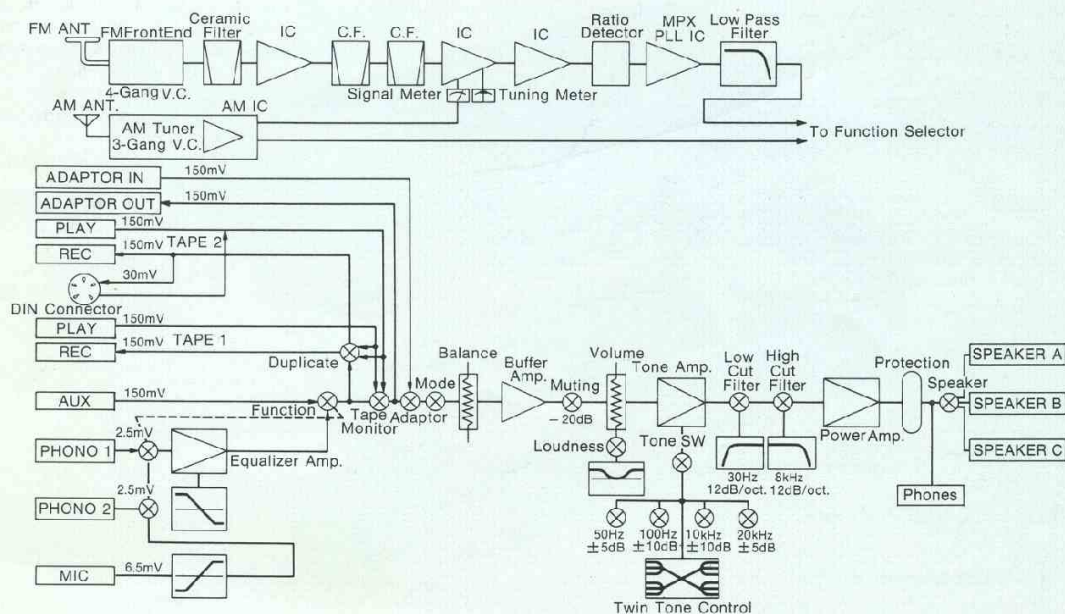 FM ANT.
FM Front End
4-Gang V.C.
Ceramic
Filter
IC
C.F.
C.F.
IC
IC
Ratio
Detector
MPX
PLL IC
Low Pass
Filter
Signal Meter
Tuning Meter
AM ANT.
AM IC
AM Tuner
3-Gang V.C.
To Function Selector
ADAPTOR IN
150mV
ADAPTOR OUT
150mV
PLAY
150mV
TAPE 2
REC
150mV
30mV
DIN Connector
PLAY
150mV
TAPE 1
REC
150mV
Duplicate
AUX
150mV
Function
Tape
Monitor
Adaptor
Mode
Balance
Buffer
Amp.
Muting
-20dB
Volume
Loudness
Tone Amp.
Tone SW
Low
Cut
Filter
High
Cut
Filter
30Hz
12dB/oct.
8kHz
12dB/oct.
Power Amp.
Protection
Speaker
SPEAKER A
SPEAKER B
SPEAKER C
Phones
PHONO 1
2.5mV
Equalizer Amp.
PHONO 2
2.5mV
MIC
6.5mV
50Hz
±5dB
100Hz
±10dB
10kHz
±10dB
20kHz
±5dB
Twin Tone Control